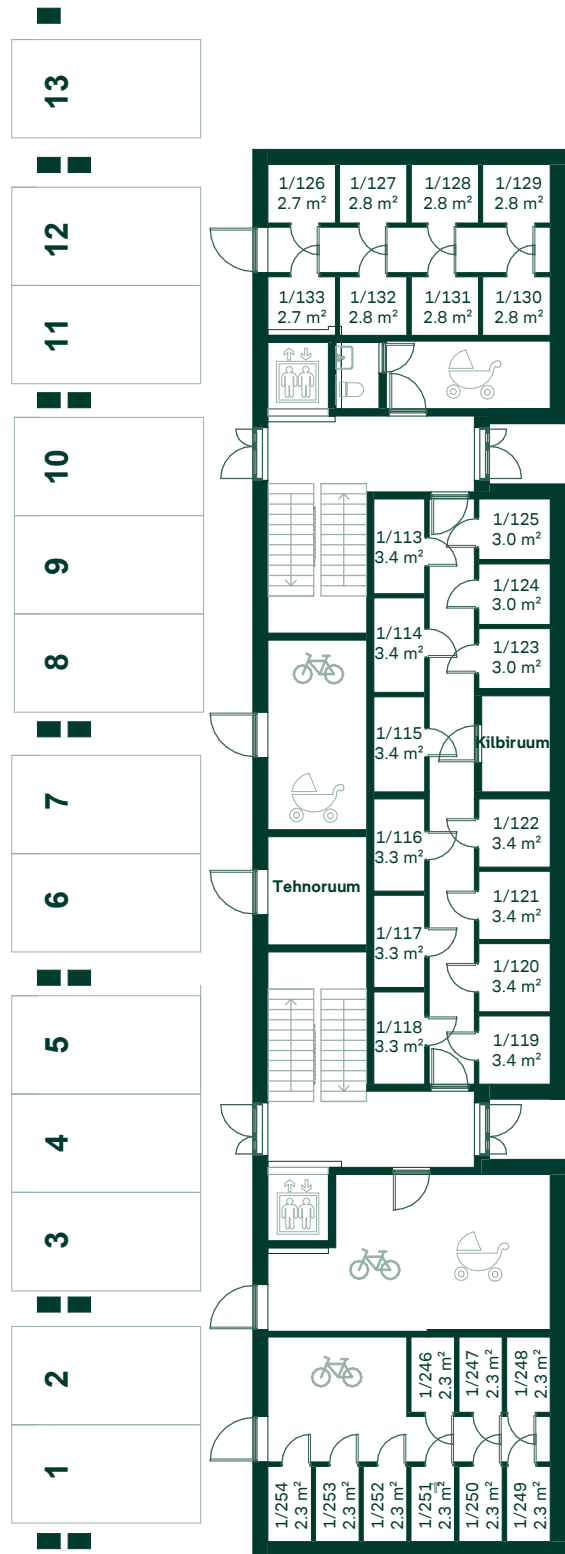 13
12
11
10
9
8
7
6
5
4
3
2
1
1/126
2.7 m²
1/127
2.8 m²
1/128
2.8 m²
1/129
2.8 m²
1/133
2.7 m²
1/132
2.8 m²
1/131
2.8 m²
1/130
2.8 m²
1/113
3.4 m²
1/125
3.0 m²
1/124
3.0 m²
1/114
3.4 m²
1/123
3.0 m²
1/115
3.4 m²
Kilbiruum
1/116
3.3 m²
1/122
3.4 m²
Tehnoruum
1/117
3.3 m²
1/121
3.4 m²
1/120
3.4 m²
1/118
3.3 m²
1/119
3.4 m²
1/246
2.3 m²
1/247
2.3 m²
1/248
2.3 m²
1/254
2.3 m²
1/253
2.3 m²
1/252
2.3 m²
1/251
2.3 m²
1/250
2.3 m²
1/249
2.3 m²